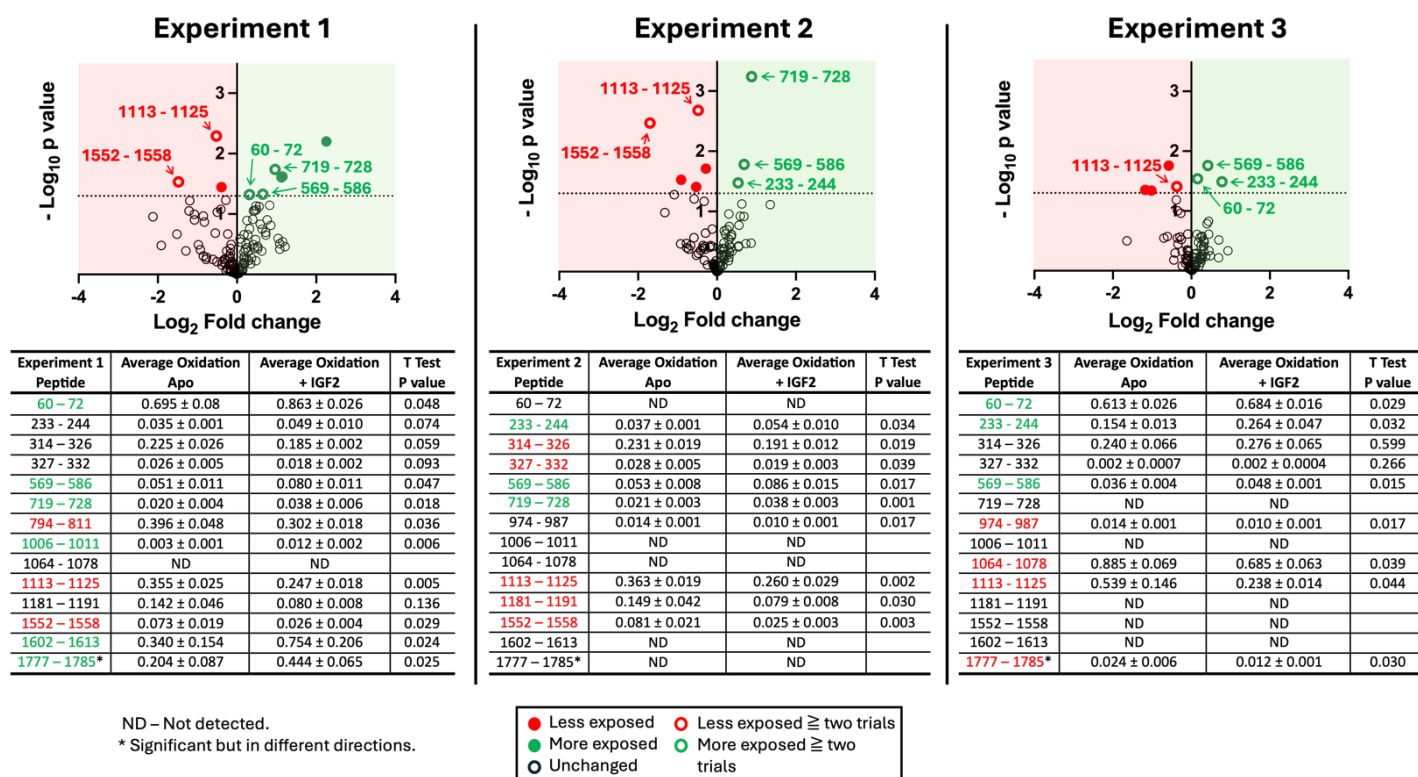 Experiment 1
- Log10 p value
3
2
1
1113 - 1125
1552 - 1558
60 - 72
719 - 728
569 - 586
-4 -2 0 2 4
Log2 Fold change
Experiment 2
3
2
1
719 - 728
1113 - 1125
1552 - 1558
569 - 586
233 - 244
-4 -2 0 2 4
Log2 Fold change
- Log10 p value
Experiment 3
3
2
1
1113 - 1125
569 - 586
233 - 244
60 - 72
-4 -2 0 2 4
Log2 Fold change
- Log10 p value
Experiment 1 Average Oxidation Average Oxidation T Test
Peptide Apo + IGF2 P value
60 – 72 0.695 ± 0.08 0.863 ± 0.026 0.048
233 - 244 0.035 ± 0.001 0.049 ± 0.010 0.074
314 – 326 0.225 ± 0.026 0.185 ± 0.002 0.059
327 - 332 0.026 ± 0.005 0.018 ± 0.002 0.093
569 – 586 0.051 ± 0.011 0.080 ± 0.011 0.047
719 – 728 0.020 ± 0.004 0.038 ± 0.006 0.018
794 – 811 0.396 ± 0.048 0.302 ± 0.018 0.036
1006 – 1011 0.003 ± 0.001 0.012 ± 0.002 0.006
1064 - 1078 ND ND
1113 – 1125 0.355 ± 0.025 0.247 ± 0.018 0.005
1181 – 1191 0.142 ± 0.046 0.080 ± 0.008 0.136
1552 – 1558 0.073 ± 0.019 0.026 ± 0.004 0.029
1602 – 1613 0.340 ± 0.154 0.754 ± 0.206 0.024
1777 – 1785* 0.204 ± 0.087 0.444 ± 0.065 0.025
Experiment 2 Average Oxidation Average Oxidation T Test
Peptide Apo + IGF2 P value
60 – 72 ND ND
233 - 244 0.037 ± 0.001 0.054 ± 0.010 0.034
314 – 326 0.231 ± 0.019 0.191 ± 0.012 0.019
327 - 332 0.028 ± 0.005 0.019 ± 0.003 0.039
569 – 586 0.053 ± 0.008 0.086 ± 0.015 0.017
719 – 728 0.021 ± 0.003 0.038 ± 0.003 0.001
974 - 987 0.014 ± 0.001 0.010 ± 0.001 0.017
1006 – 1011 ND ND
1064 - 1078 ND ND
1113 – 1125 0.363 ± 0.019 0.260 ± 0.029 0.002
1181 – 1191 0.149 ± 0.042 0.079 ± 0.008 0.030
1552 – 1558 0.081 ± 0.021 0.025 ± 0.003 0.003
1602 – 1613 ND ND
1777 – 1785* ND ND
Experiment 3 Average Oxidation Average Oxidation T Test
Peptide Apo + IGF2 P value
60 – 72 0.613 ± 0.026 0.684 ± 0.016 0.029
233 - 244 0.154 ± 0.013 0.264 ± 0.047 0.032
314 – 326 0.240 ± 0.066 0.276 ± 0.065 0.599
327 - 332 0.002 ± 0.0007 0.002 ± 0.0004 0.266
569 – 586 0.036 ± 0.004 0.048 ± 0.001 0.015
719 – 728 ND ND
974 - 987 0.014 ± 0.001 0.010 ± 0.001 0.017
1006 – 1011 ND ND
1064 - 1078 0.885 ± 0.069 0.685 ± 0.063 0.039
1113 - 1125 0.539 ± 0.146 0.238 ± 0.014 0.044
1181 – 1191 ND ND
1552 – 1558 ND ND
1602 – 1613 ND ND
1777 – 1785* 0.024 ± 0.006 0.012 ± 0.001 0.030
ND – Not detected.
* Significant but in different directions.
Less exposed
More exposed
Unchanged
Less exposed ≧ two trials
More exposed ≧ two
trials